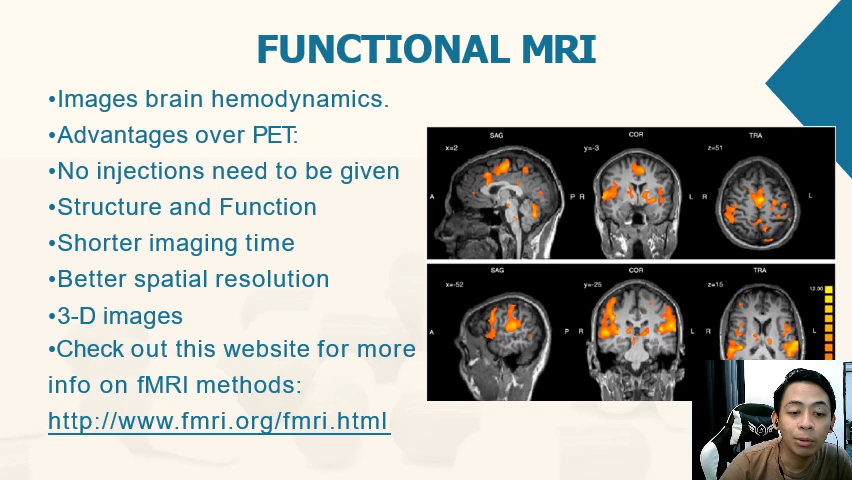 FUNCTIONAL MRI
•Images brain hemodynamics.
•Advantages over PET:
•No injections need to be given
•Structure and Function
•Shorter imaging time
•Better spatial resolution
•3-D images
•Check out this website for more
info on fMRI methods:
http://www.fmri.org/fmri.html
SAG COR TRA
x=2 y=-3 z=51
A P R L R L
SAG COR TRA
x=-52 y=-25 z=15
12.00
A P R L R L